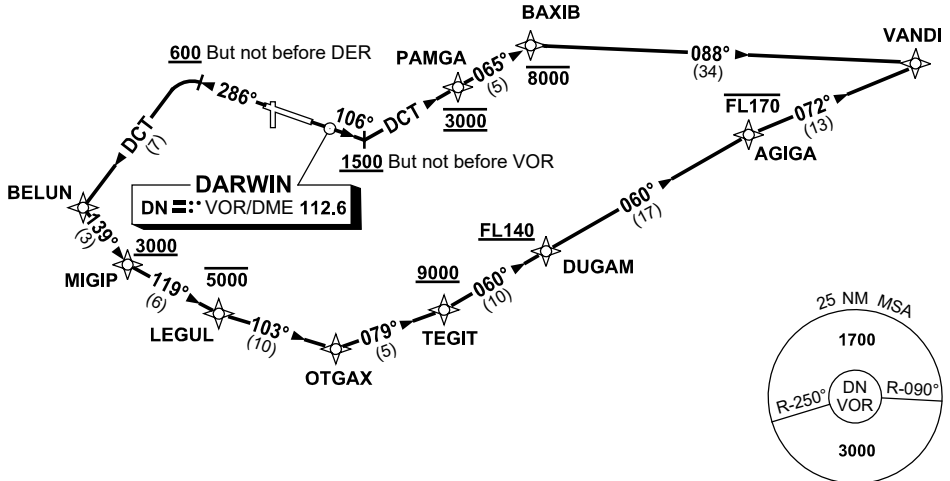 BAXIB
VANDI
600 But not before DER
PAMGA
065°
(5)
8000
088°
(34)
286°
106°
DCT
3000
FL170
072°
(13)
DCT
(7)
1500 But not before VOR
AGIGA
BELUN
DARWIN
DN VOR/DME 112.6
060°
(17)
139°
(3)
3000
FL140
MIGIP
5000
9000
DUGAM
119°
(6)
060°
(10)
LEGUL
103°
(10)
079°
(5)
TEGIT
OTGAX
25 NM MSA
1700
R-250°
DN
VOR
R-090°
3000